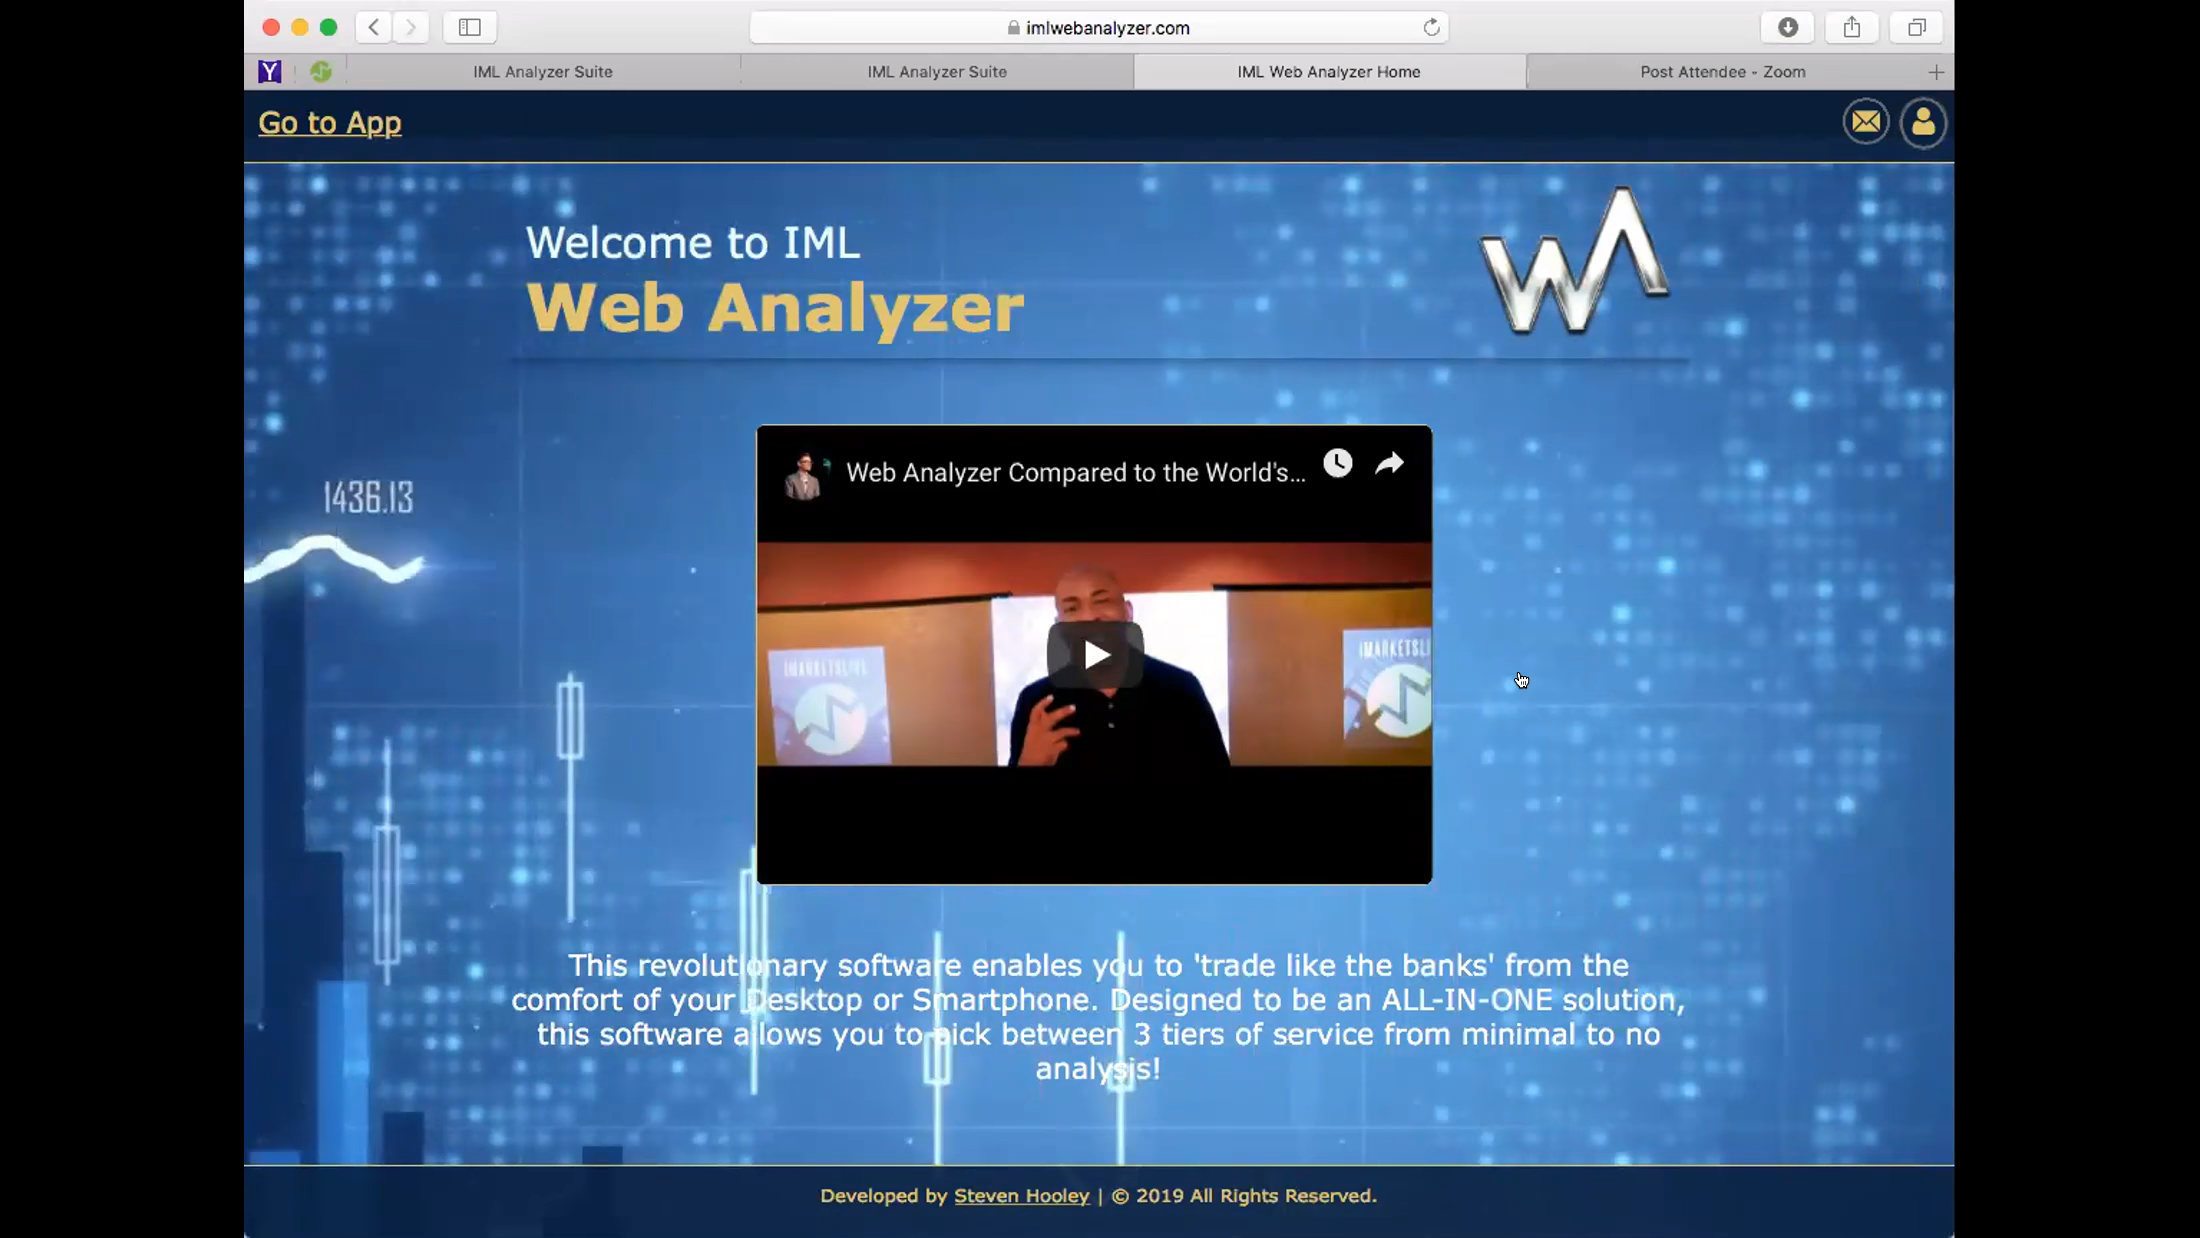 imlwebanalyzer.com
Y
IML Analyzer Suite
IML Analyzer Suite
IML Web Analyzer Home
Post Attendee - Zoom
Go to App
Welcome to IML
Web Analyzer
WA
1436.13
Web Analyzer Compared to the World's...
IMARKETSLIVE
IMARKETSLI
This revolutionary software enables you to 'trade like the banks' from the
comfort of your Desktop or Smartphone. Designed to be an ALL-IN-ONE solution,
this software allows you to pick between 3 tiers of service from minimal to no
analysis!
Developed by Steven Hooley | © 2019 All Rights Reserved.